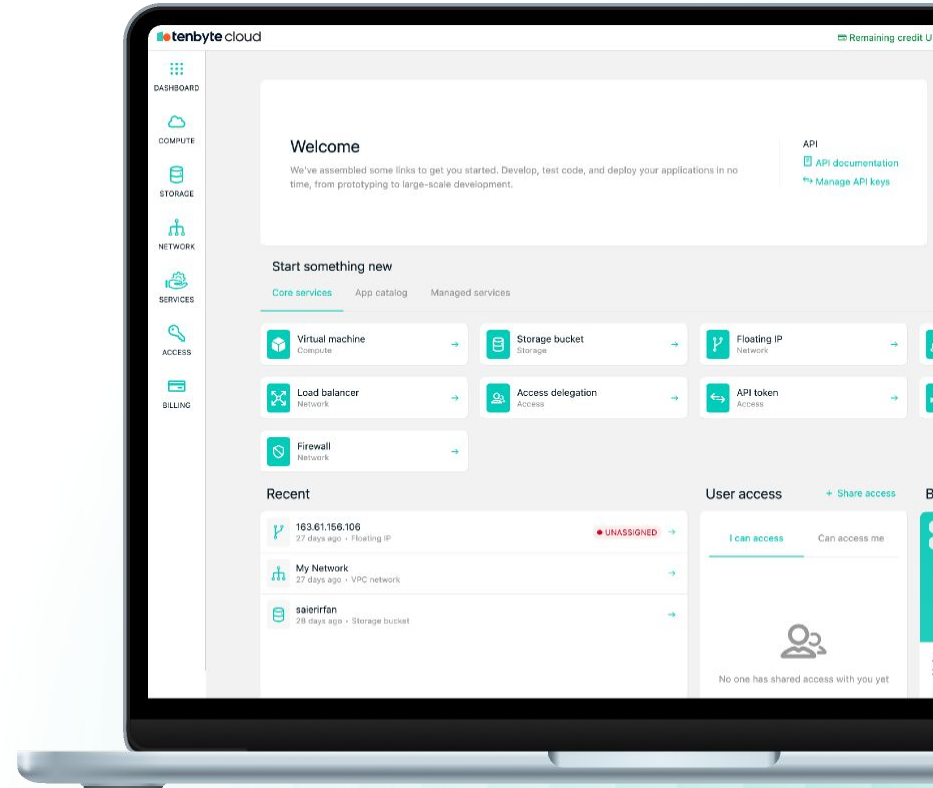 tenbyte cloud
Remaining credit U
DASHBOARD
COMPUTE
STORAGE
NETWORK
SERVICES
ACCESS
BILLING
Welcome
We've assembled some links to get you started. Develop, test code, and deploy your applications in no
time, from prototyping to large-scale development.
API
API documentation
Manage API keys
Start something new
Core services
App catalog
Managed services
Virtual machine
Compute
Storage bucket
Storage
Floating IP
Network
Load balancer
Network
Access delegation
Access
API token
Access
Firewall
Network
Recent
163.61.156.106
27 days ago • Floating IP
UNASSIGNED
My Network
27 days ago • VPC network
saierirfan
28 days ago • Storage bucket
User access
+ Share access
I can access
Can access me
No one has shared access with you yet
B